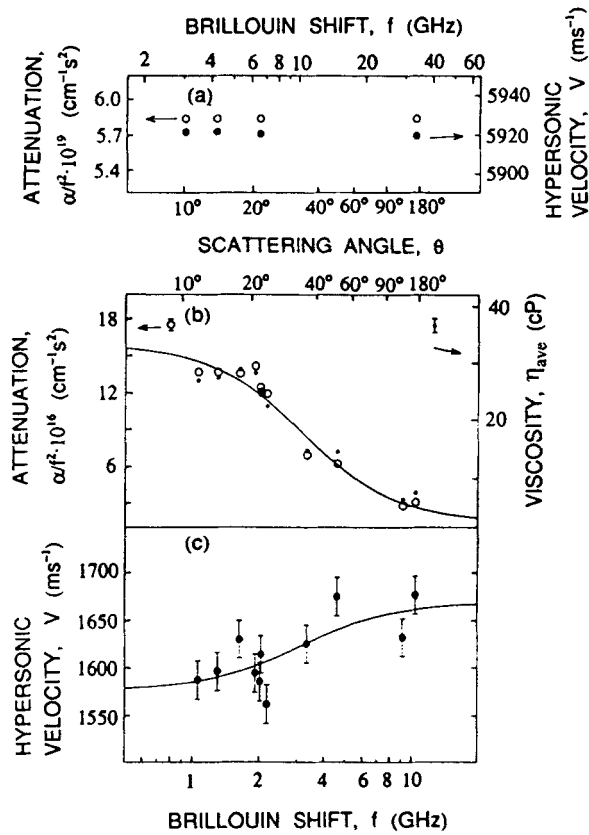 BRILLOUIN SHIFT, f (GHz)
2 4 6 8 10 20 40 60
(a)
ATTENUATION,
α/f²·10¹⁹ (cm⁻¹s²)
6.0
5.7
5.4
5940
5920
5900
HYPERSONIC
VELOCITY, V (ms⁻¹)
10° 20° 40° 60° 90° 180°
SCATTERING ANGLE, θ
10° 20° 40° 60° 90° 180°
(b)
ATTENUATION,
α/f²·10¹⁶ (cm⁻¹s²)
18
12
6
40
20
VISCOSITY, ηave (cP)
(c)
HYPERSONIC
VELOCITY, V (ms⁻¹)
1700
1650
1600
1550
1 2 4 6 8 10
BRILLOUIN SHIFT, f (GHz)